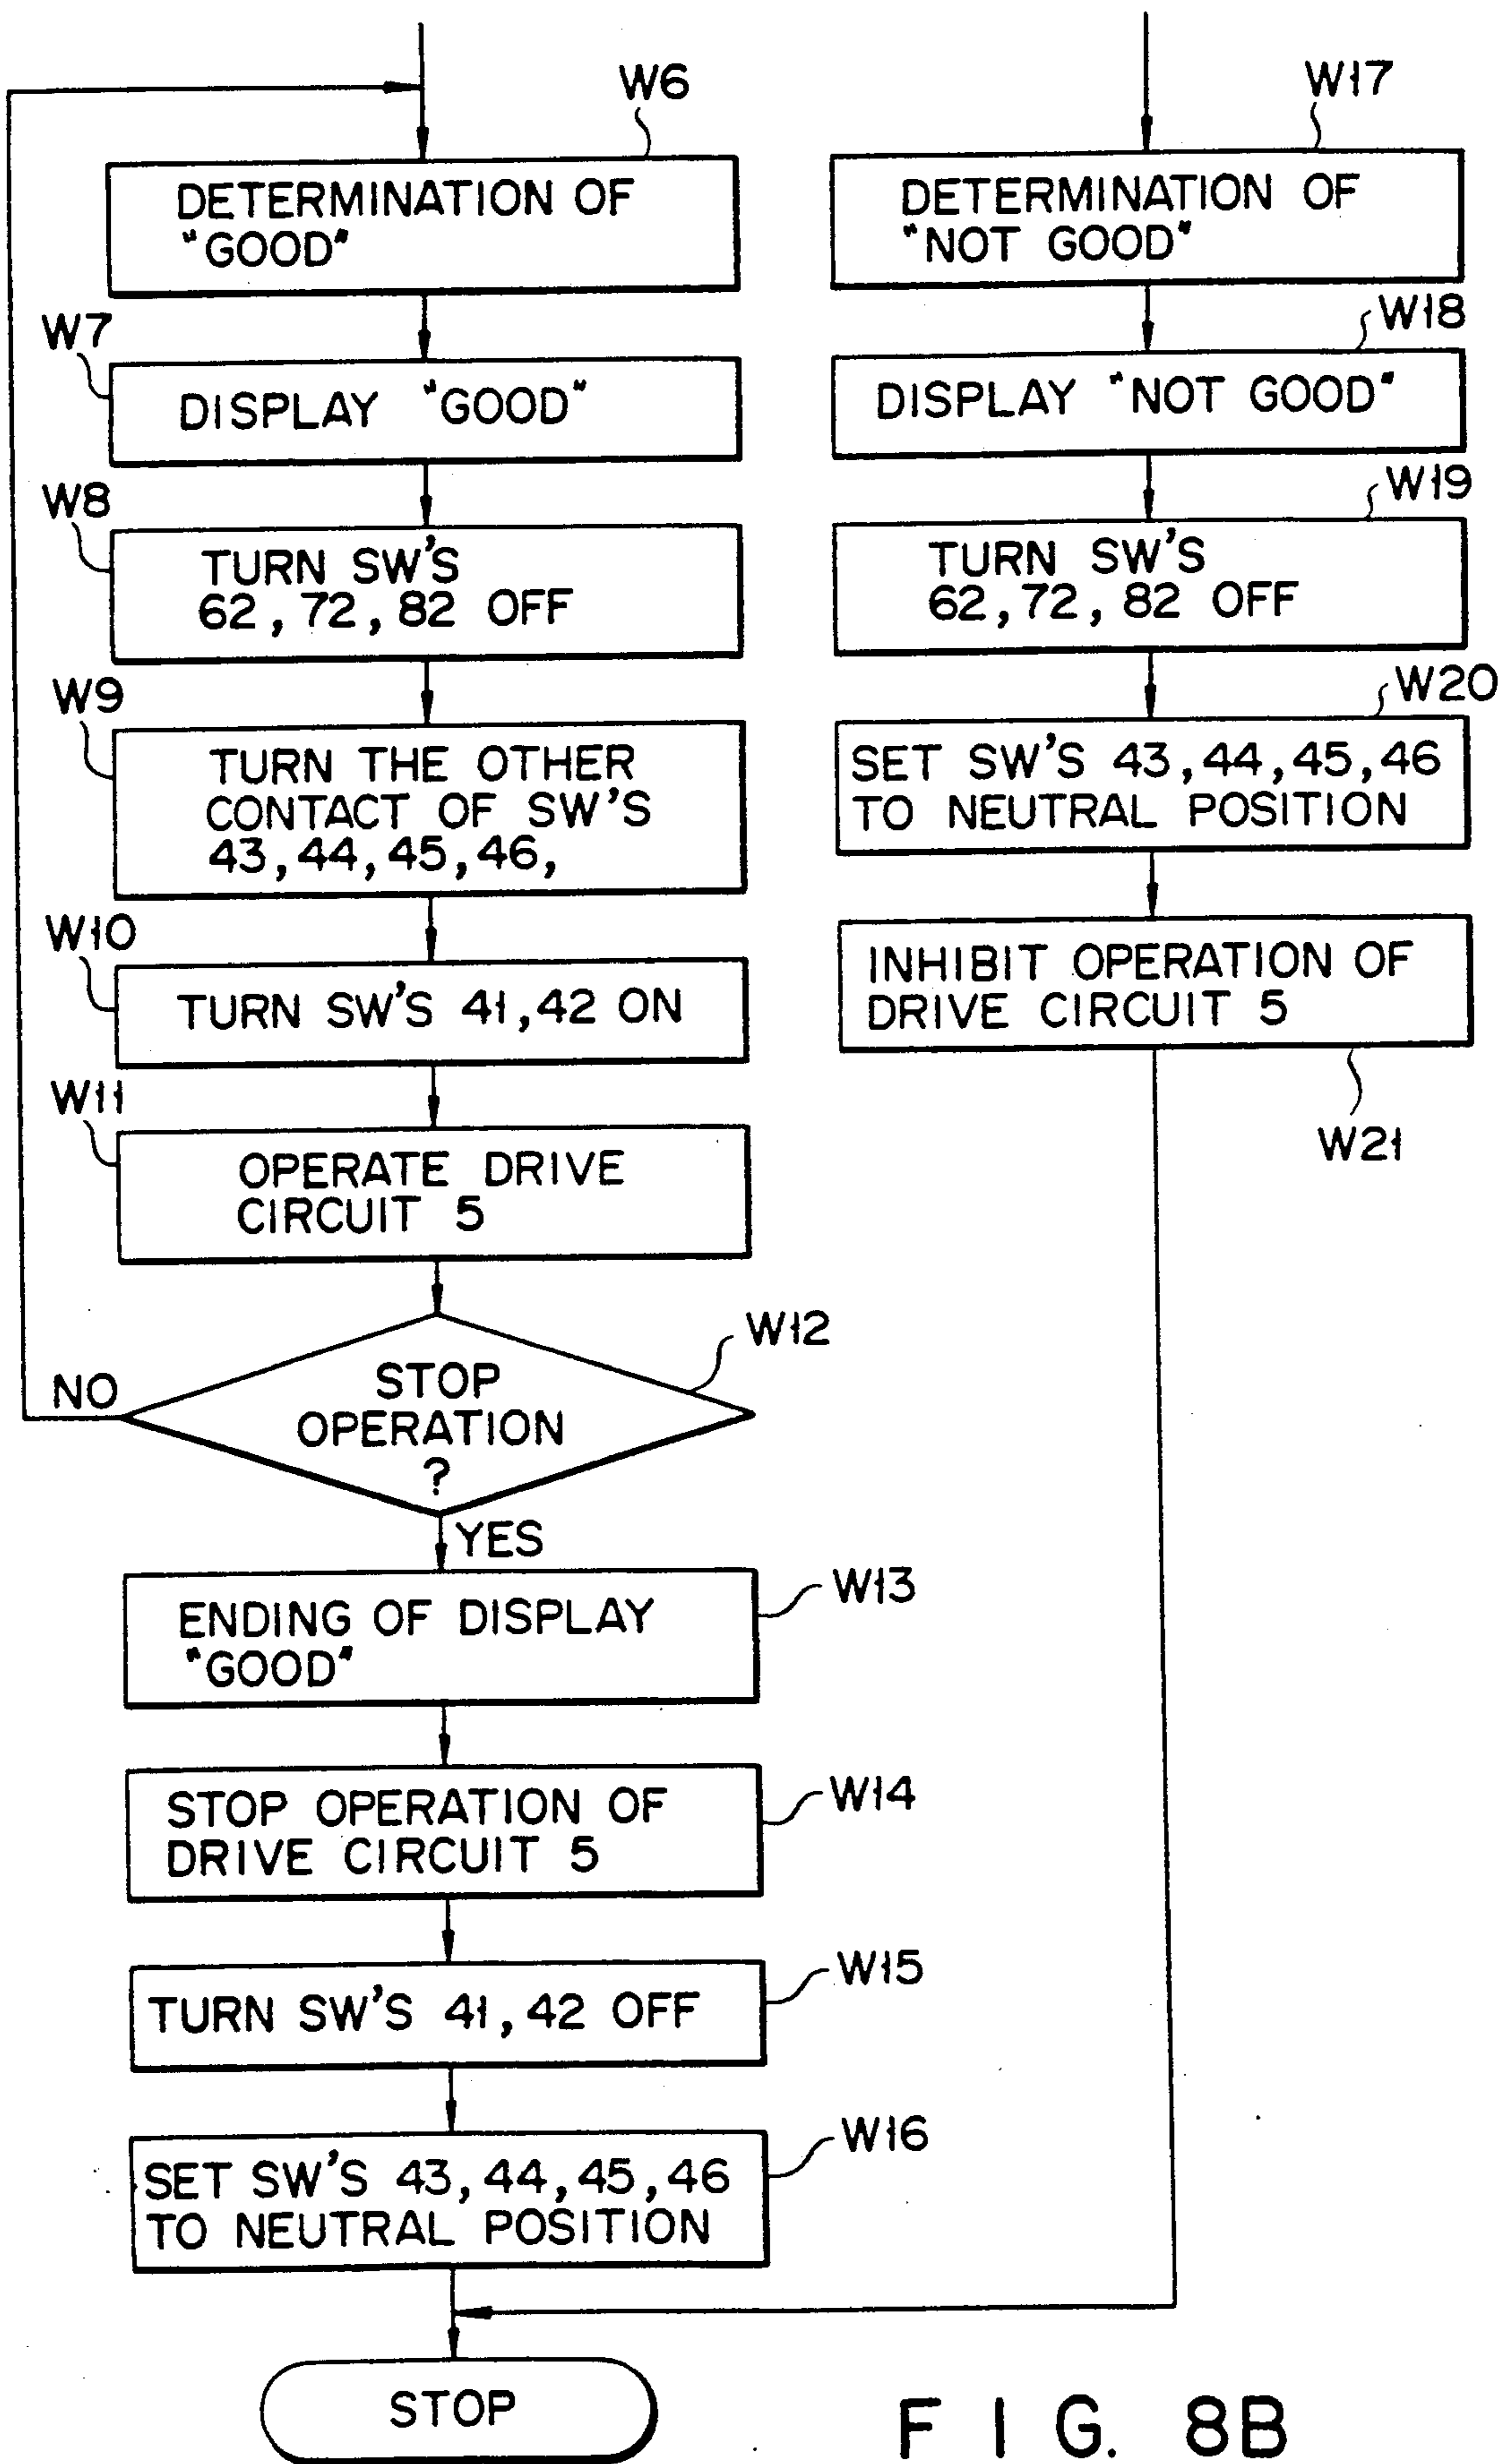 W6
DETERMINATION OF
"GOOD"
W7
DISPLAY "GOOD"
W8
TURN SW'S
62, 72, 82 OFF
W9
TURN THE OTHER
CONTACT OF SW'S
43, 44, 45, 46,
W10
TURN SW'S 41, 42 ON
W11
OPERATE DRIVE
CIRCUIT 5
W12
STOP
OPERATION
?
NO
YES
W13
ENDING OF DISPLAY
"GOOD"
W14
STOP OPERATION OF
DRIVE CIRCUIT 5
W15
TURN SW'S 41, 42 OFF
W16
SET SW'S 43, 44, 45, 46
TO NEUTRAL POSITION
STOP
W17
DETERMINATION OF
"NOT GOOD"
W18
DISPLAY "NOT GOOD"
W19
TURN SW'S
62, 72, 82 OFF
W20
SET SW'S 43, 44, 45, 46
TO NEUTRAL POSITION
INHIBIT OPERATION OF
DRIVE CIRCUIT 5
W21
FIG. 8B